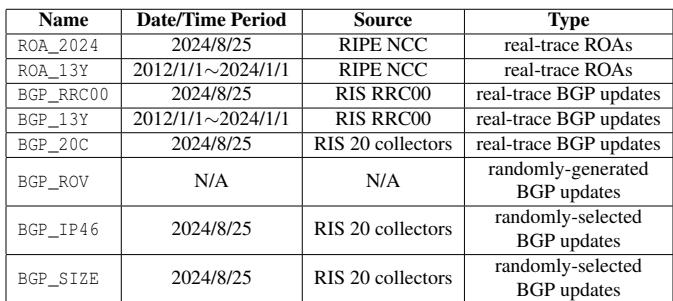 Name Date/Time Period Source Type
ROA_2024 2024/8/25 RIPE NCC real-trace ROAs
ROA_13Y 2012/1/1~2024/1/1 RIPE NCC real-trace ROAs
BGP_RRC00 2024/8/25 RIS RRC00 real-trace BGP updates
BGP_13Y 2012/1/1~2024/1/1 RIS RRC00 real-trace BGP updates
BGP_20C 2024/8/25 RIS 20 collectors real-trace BGP updates
BGP_ROV N/A N/A randomly-generated
BGP updates
BGP_IP46 2024/8/25 RIS 20 collectors randomly-selected
BGP updates
BGP_SIZE 2024/8/25 RIS 20 collectors randomly-selected
BGP updates